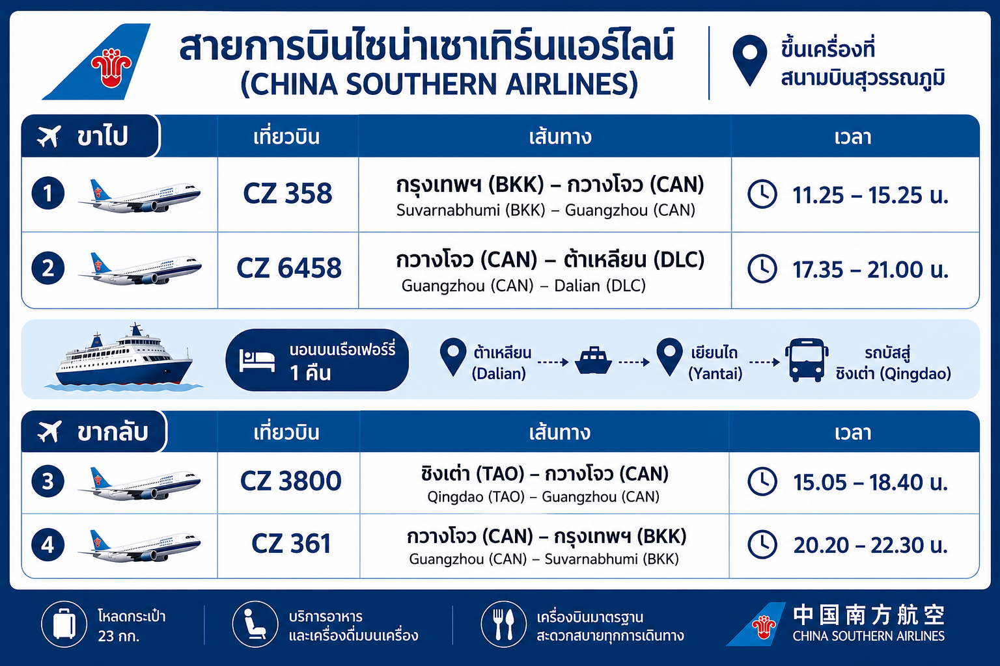 สายการบินไชน่าเซาเทิร์นแอร์ไลน์
(CHINA SOUTHERN AIRLINES)
ขึ้นเครื่องที่
สนามบินสุวรรณภูมิ
ขาไป เที่ยวบิน เส้นทาง เวลา
1 CZ 358 กรุงเทพฯ (BKK) – กวางโจว (CAN) 11.25 – 15.25 น.
Suvarnabhumi (BKK) – Guangzhou (CAN)
2 CZ 6458 กวางโจว (CAN) – ต้าเหลียน (DLC) 17.35 – 21.00 น.
Guangzhou (CAN) – Dalian (DLC)
นอนบนเรือเฟอร์รี่
1 คืน
ต้าเหลียน
(Dalian)
เยียนไถ
(Yantai)
รถบัสสู่
ชิงเต่า (Qingdao)
ขากลับ เที่ยวบิน เส้นทาง เวลา
3 CZ 3800 ชิงเต่า (TAO) – กวางโจว (CAN) 15.05 – 18.40 น.
Qingdao (TAO) – Guangzhou (CAN)
4 CZ 361 กวางโจว (CAN) – กรุงเทพฯ (BKK) 20.20 – 22.30 น.
Guangzhou (CAN) – Suvarnabhumi (BKK)
โหลดกระเป๋า
23 กก.
บริการอาหาร
และเครื่องดื่มบนเครื่อง
เครื่องบินมาตรฐาน
สะดวกสบายทุกการเดินทาง
中国南方航空
CHINA SOUTHERN AIRLINES